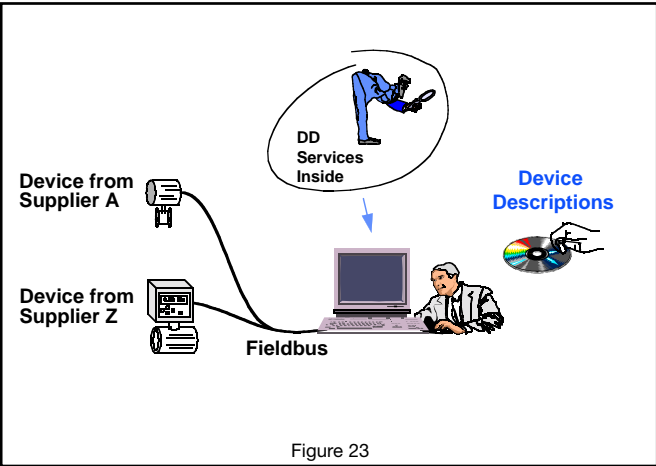 DD
Services
Inside
Device from
Supplier A
Device
Descriptions
Device from
Supplier Z
Fieldbus
Figure 23